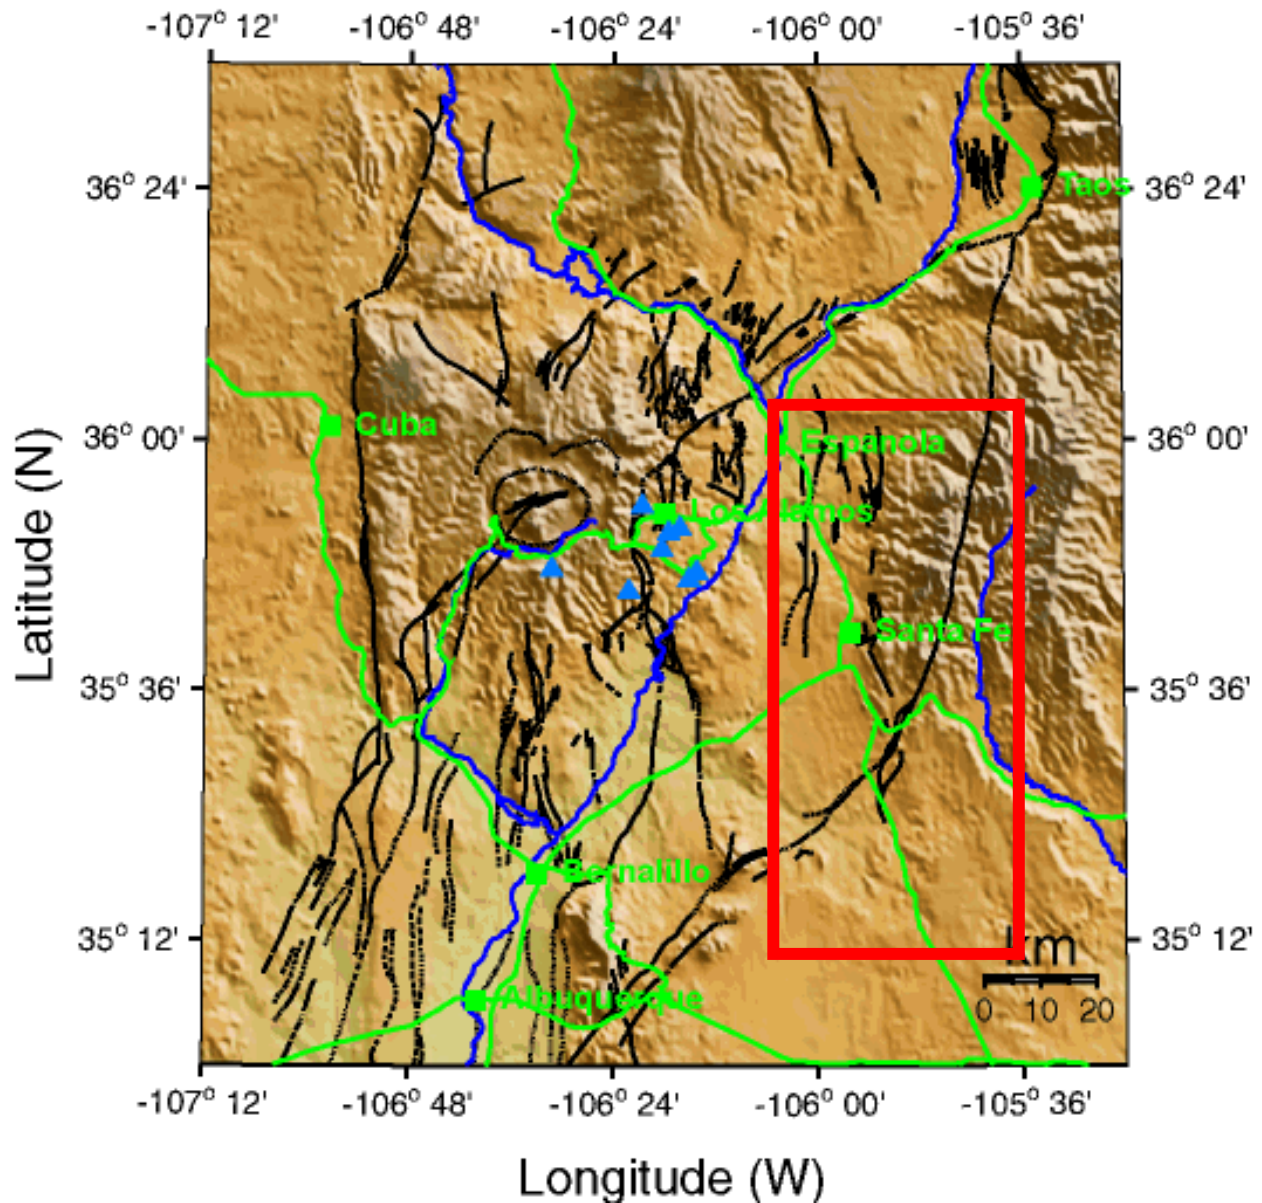 -107° 12' -106° 48' -106° 24' -106° 00' -105° 36'
36° 24' Taos 36° 24'
Cuba
36° 00' Espanola 36° 00'
Los Alamos
Santa Fe
35° 36' 35° 36'
Bernalillo
35° 12' km 35° 12'
Albuquerque 0 10 20
-107° 12' -106° 48' -106° 24' -106° 00' -105° 36'
Longitude (W)
Latitude (N)